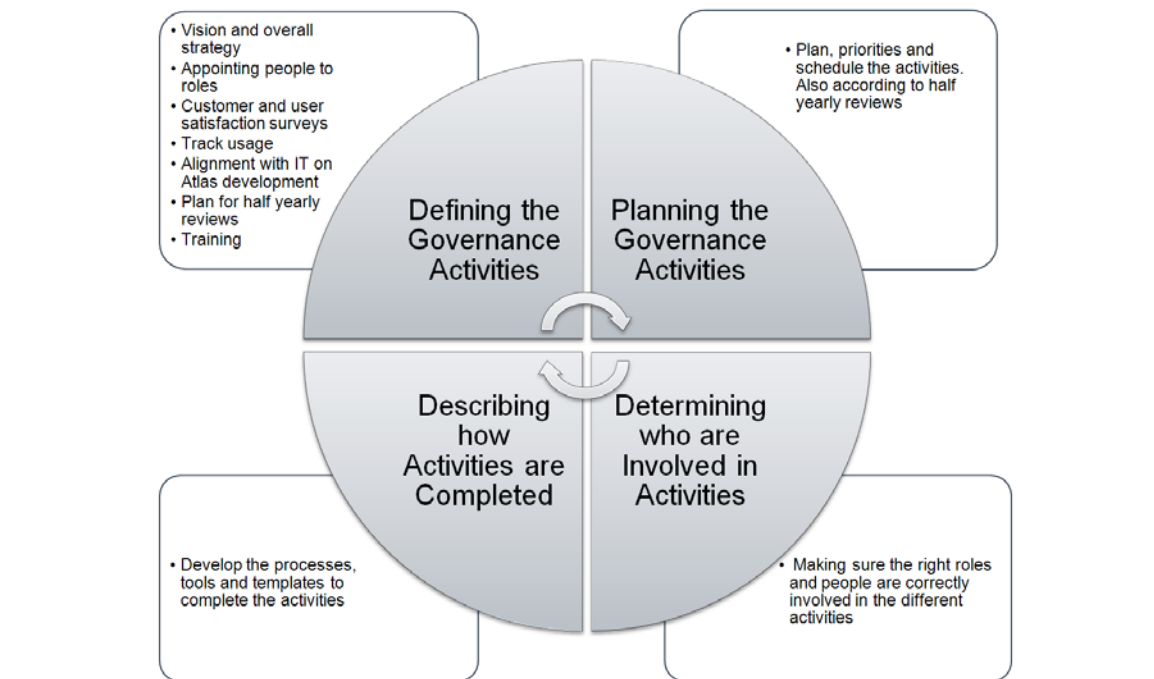 • Vision and overall
strategy
• Appointing people to
roles
• Customer and user
satisfaction surveys
• Track usage
• Alignment with IT on
Atlas development
• Plan for half yearly
reviews
• Training
• Plan, priorities and
schedule the activities.
Also according to half
yearly reviews
Defining the
Governance
Activities
Planning the
Governance
Activities
Describing
how
Activities are
Completed
Determining
who are
Involved in
Activities
• Develop the processes,
tools and templates to
complete the activities
• Making sure the right roles
and people are correctly
involved in the different
activities